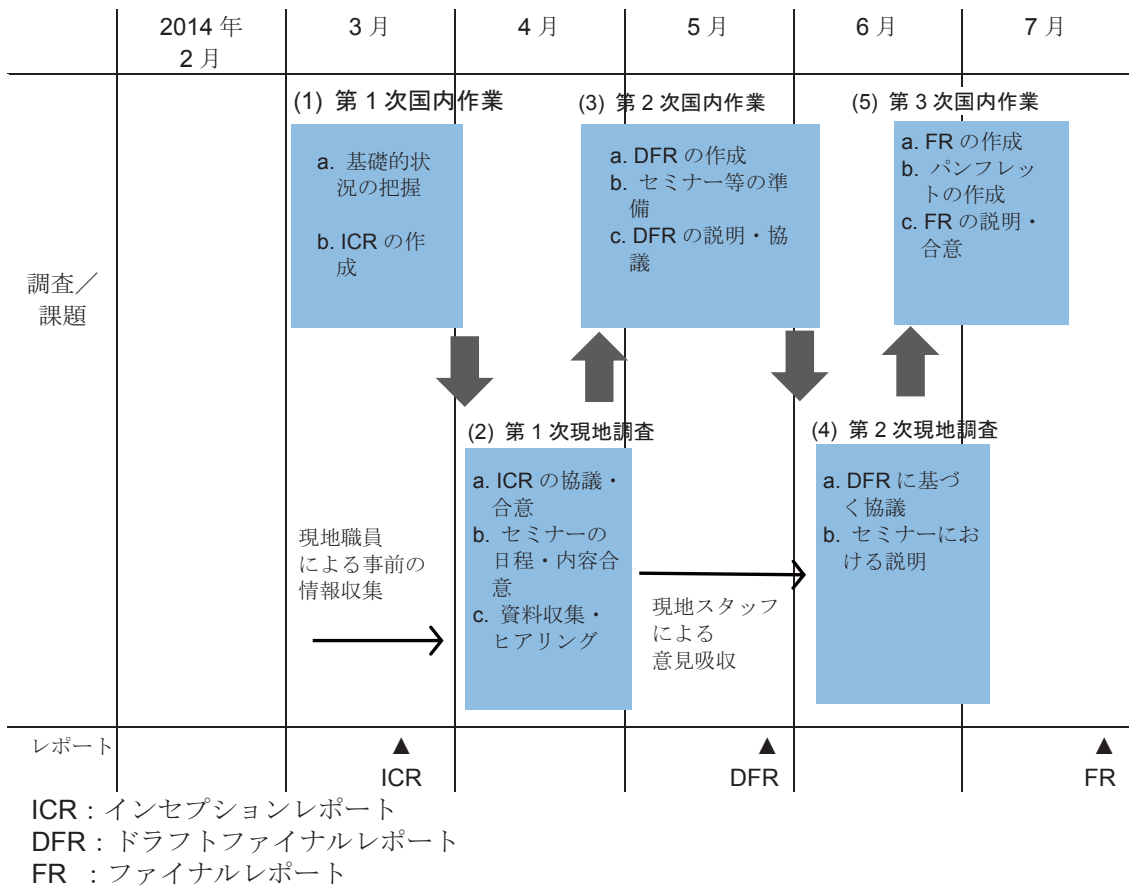 2014 年
2 月
3 月
4 月
5 月
6 月
7 月
調査／
課題
(1) 第 1 次国内作業
a. 基礎的状
況の把握
b. ICR の作
成
(3) 第 2 次国内作業
a. DFR の作成
b. セミナー等の準
備
c. DFR の説明・協
議
(5) 第 3 次国内作業
a. FR の作成
b. パンフレッ
トの作成
c. FR の説明・
合意
(2) 第 1 次現地調査
a. ICR の協議・
合意
b. セミナーの
日程・内容合
意
c. 資料収集・
ヒアリング
(4) 第 2 次現地調査
a. DFR に基づ
く協議
b. セミナーにお
ける説明
現地職員
による事前の
情報収集
現地スタッフ
による
意見吸収
レポート
▲
ICR
▲
DFR
▲
FR
ICR：インセプションレポート
DFR：ドラフトファイナルレポート
FR ：ファイナルレポート